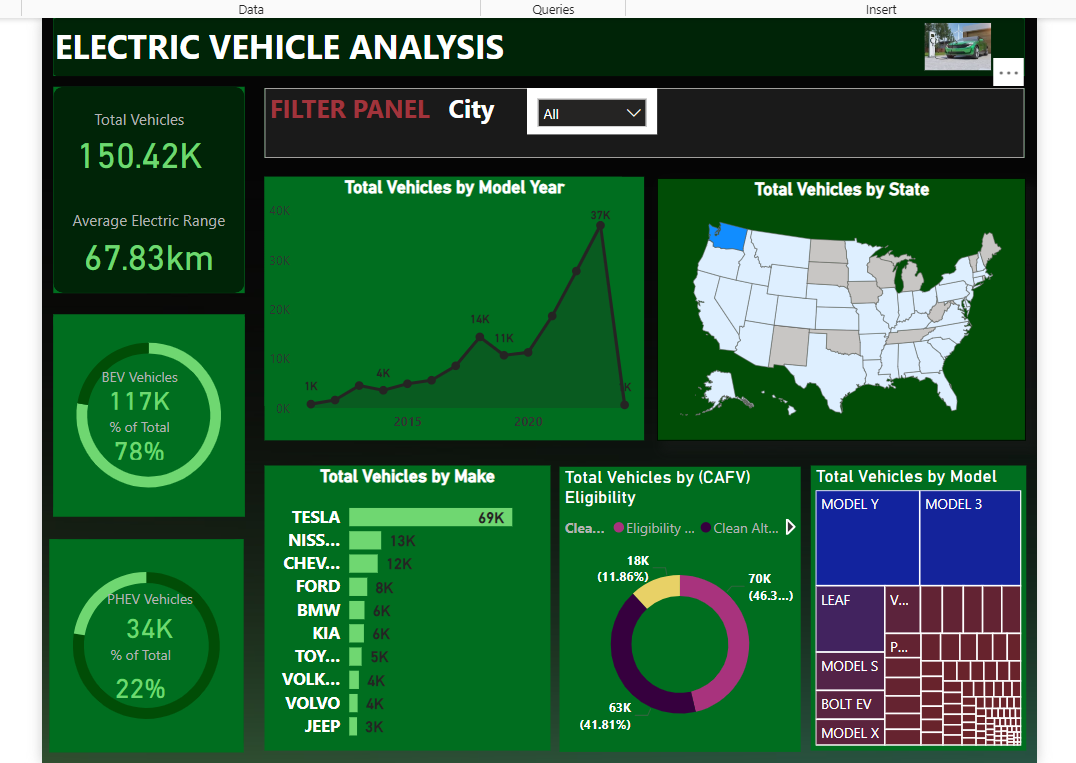 Data
Queries
Insert
ELECTRIC VEHICLE ANALYSIS
...
Total Vehicles
150.42K
Average Electric Range
67.83km
FILTER PANEL City
All
Total Vehicles by Model Year
40K
30K
20K
10K
0K
1K
4K
14K
11K
37K
K
2015
2020
Total Vehicles by State
BEV Vehicles
117K
% of Total
78%
PHEV Vehicles
34K
% of Total
22%
Total Vehicles by Make
TESLA 69K
NISS... 13K
CHEV... 12K
FORD 8K
BMW 6K
KIA 6K
TOY... 5K
VOLK... 4K
VOLVO 4K
JEEP 3K
Total Vehicles by (CAFV)
Eligibility
Clea... Eligibility ... Clean Alt...
18K
(11.86%)
70K
(46.3...)
63K
(41.81%)
Total Vehicles by Model
MODEL Y
MODEL 3
LEAF
V...
P...
MODEL S
BOLT EV
MODEL X